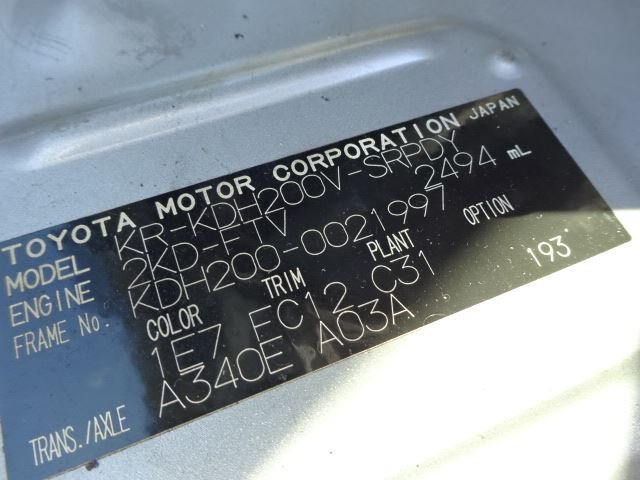 TOYOTA MOTOR CORPORATION JAPAN
MODEL KR-KDH200V-SRPDY
ENGINE 2KD-FTV 2494 mL
FRAME No. KDH200-0021997
COLOR TRIM PLANT OPTION
1E7 FC12 C31 193
TRANS./AXLE A340E A03A